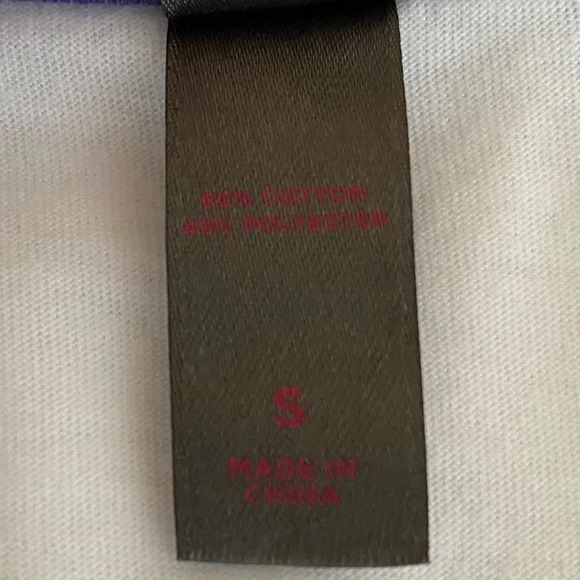 60% COTTON
40% POLYESTER
S
MADE IN
CHINA